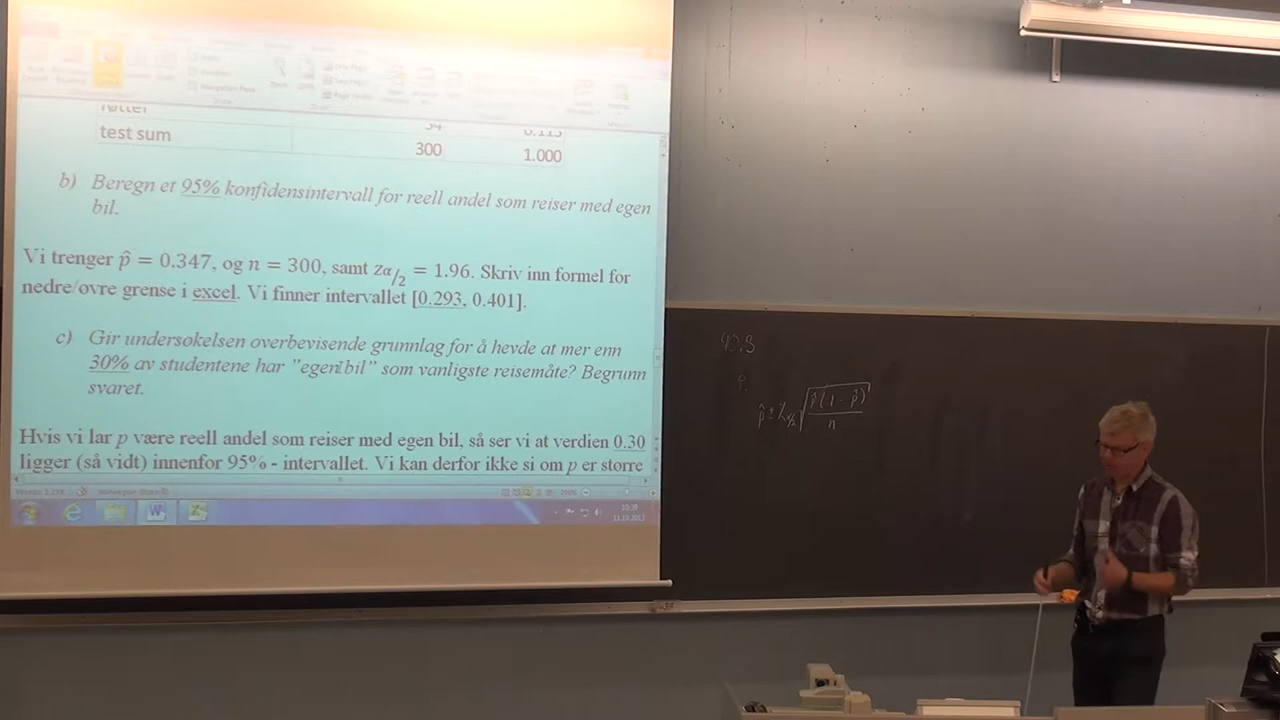 test sum
300 1.000
b) Beregn et 95% konfidensintervall for reell andel som reiser med egen
bil.
Vi trenger p̂ = 0.347, og n = 300, samt zα/2 = 1.96. Skriv inn formel for
nedre/øvre grense i excel. Vi finner intervallet [0.293, 0.401].
c) Gir undersøkelsen overbevisende grunnlag for å hevde at mer enn
30% av studentene har "egen bil" som vanligste reisemåte? Begrunn
svaret.
Hvis vi lar p være reell andel som reiser med egen bil, så ser vi at verdien 0.30
ligger (så vidt) innenfor 95% - intervallet. Vi kan derfor ikke si om p er større
p̂ ± zα/2 √(p̂(1 - p̂)/n)